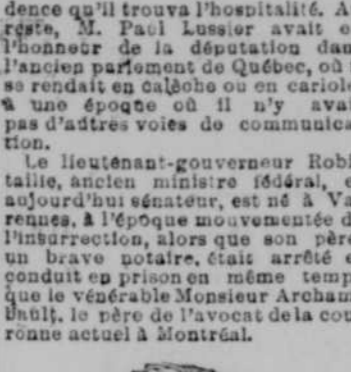 dence qu'il trouva l'hospitalité. A
reste, M. Paul Lussier avait e
l'honneur de la députation dan
l'ancien parlement de Québec, où
se rendait en calèche ou en cariole
à une époque où il n'y avai
pas d'autres voies de communica
tion.
Le lieutenant-gouverneur Robi
taille, ancien ministre fédéral, e
aujourd'hui sénateur, est né à Va
rennes, à l'époque mouvementée d
l'insurrection, alors que son père
un brave notaire, était arrêté e
conduit en prison en même temp
que le vénérable Monsieur Archam
bault, le père de l'avocat de la cou
ronne actuel à Montréal.